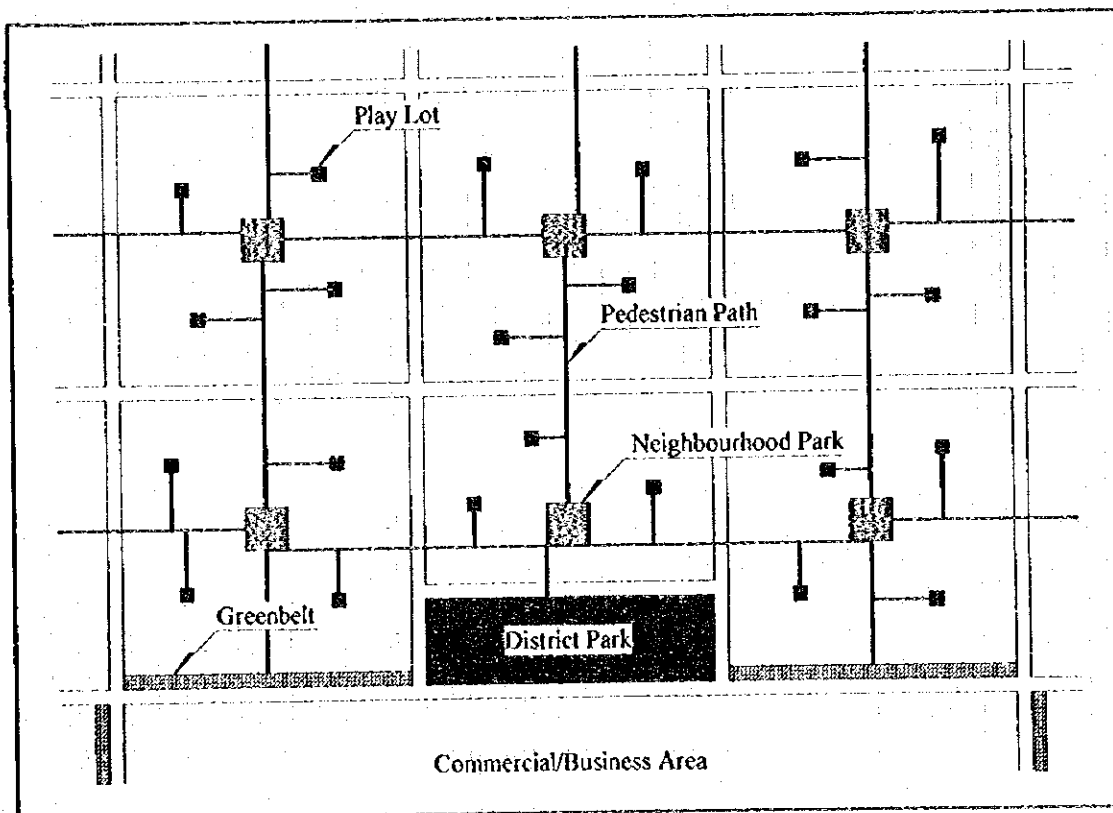 Play Lot
Pedestrian Path
Neighbourhood Park
Greenbelt
District Park
Commercial/Business Area